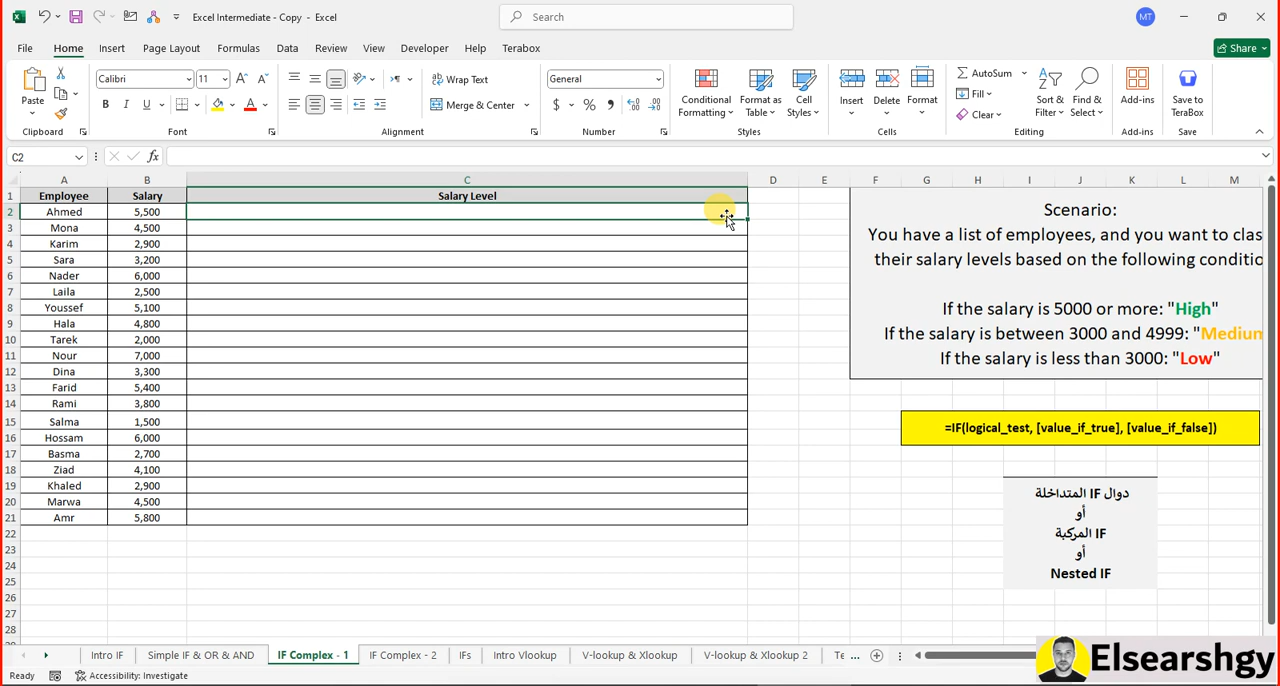 Excel Intermediate - Copy - Excel
Search
MT
File Home Insert Page Layout Formulas Data Review View Developer Help Terabox
Share
Paste
Calibri 11
B I U
Wrap Text
Merge & Center
General
$ %
Conditional Formatting
Format as Table
Cell Styles
Insert
Delete
Format
AutoSum
Fill
Clear
Sort & Filter
Find & Select
Add-ins
Save to TeraBox
Clipboard Font Alignment Number Styles Cells Editing Add-ins Save
C2 fx
A B C D E F G H I J K L M
1 Employee Salary Salary Level
2 Ahmed 5,500
3 Mona 4,500
4 Karim 2,900
5 Sara 3,200
6 Nader 6,000
7 Laila 2,500
8 Youssef 5,100
9 Hala 4,800
10 Tarek 2,000
11 Nour 7,000
12 Dina 3,300
13 Farid 5,400
14 Rami 3,800
15 Salma 1,500
16 Hossam 6,000
17 Basma 2,700
18 Ziad 4,100
19 Khaled 2,900
20 Marwa 4,500
21 Amr 5,800
22
23
24
25
26
27
28
Scenario:
You have a list of employees, and you want to clas
their salary levels based on the following conditio
If the salary is 5000 or more: "High"
If the salary is between 3000 and 4999: "Medium
If the salary is less than 3000: "Low"
=IF(logical_test, [value_if_true], [value_if_false])
دوال IF المتداخلة
أو
IF المركبة
أو
Nested IF
Intro IF Simple IF & OR & AND IF Complex - 1 IF Complex - 2 IFs Intro Vlookup V-lookup & Xlookup V-lookup & Xlookup 2 Te ...
Ready Accessibility: Investigate
Elsearshgy